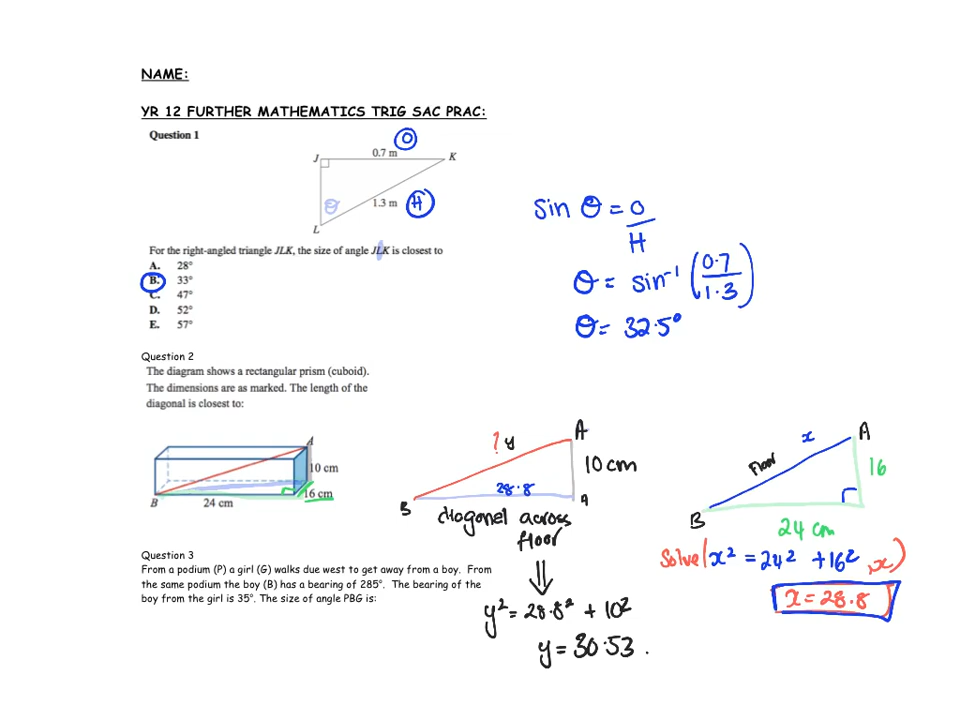 NAME:
YR 12 FURTHER MATHEMATICS TRIG SAC PRAC:
Question 1
O
J
0.7 m
K
θ
1.3 m
H
L
For the right-angled triangle JLK, the size of angle JLK is closest to
A. 28°
B. 33°
C. 47°
D. 52°
E. 57°
sin θ = O
H
θ = sin⁻¹ (0.7
1.3)
θ = 32.5°
Question 2
The diagram shows a rectangular prism (cuboid).
The dimensions are as marked. The length of the
diagonal is closest to:
A
10 cm
16 cm
B
24 cm
? y
A
10 cm
28.8
B
A
diagonal across
floor
y² = 28.8² + 10²
y = 30.53 .
x
A
floor
16
B
24 cm
Solve(x² = 24² + 16², x)
x = 28.8
Question 3
From a podium (P) a girl (G) walks due west to get away from a boy. From
the same podium the boy (B) has a bearing of 285°. The bearing of the
boy from the girl is 35°. The size of angle PBG is: